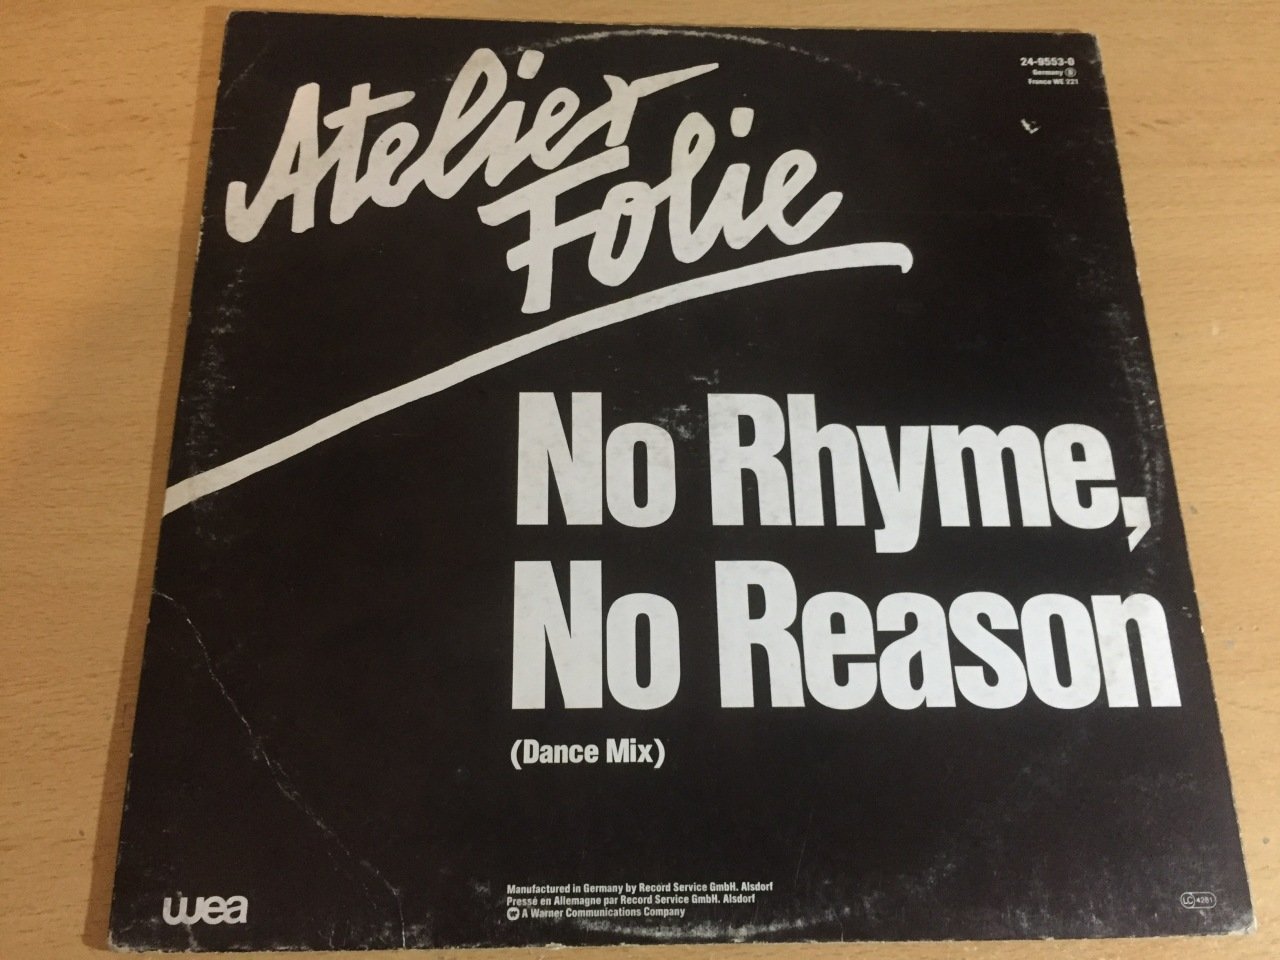 Atelier
Folie
24-9553-0
Germany Ⓝ
France WE 221
No Rhyme,
No Reason
(Dance Mix)
wea
Manufactured in Germany by Record Service GmbH. Alsdorf
Pressé en Allemagne par Record Service GmbH. Alsdorf
A Warner Communications Company
LC 4281